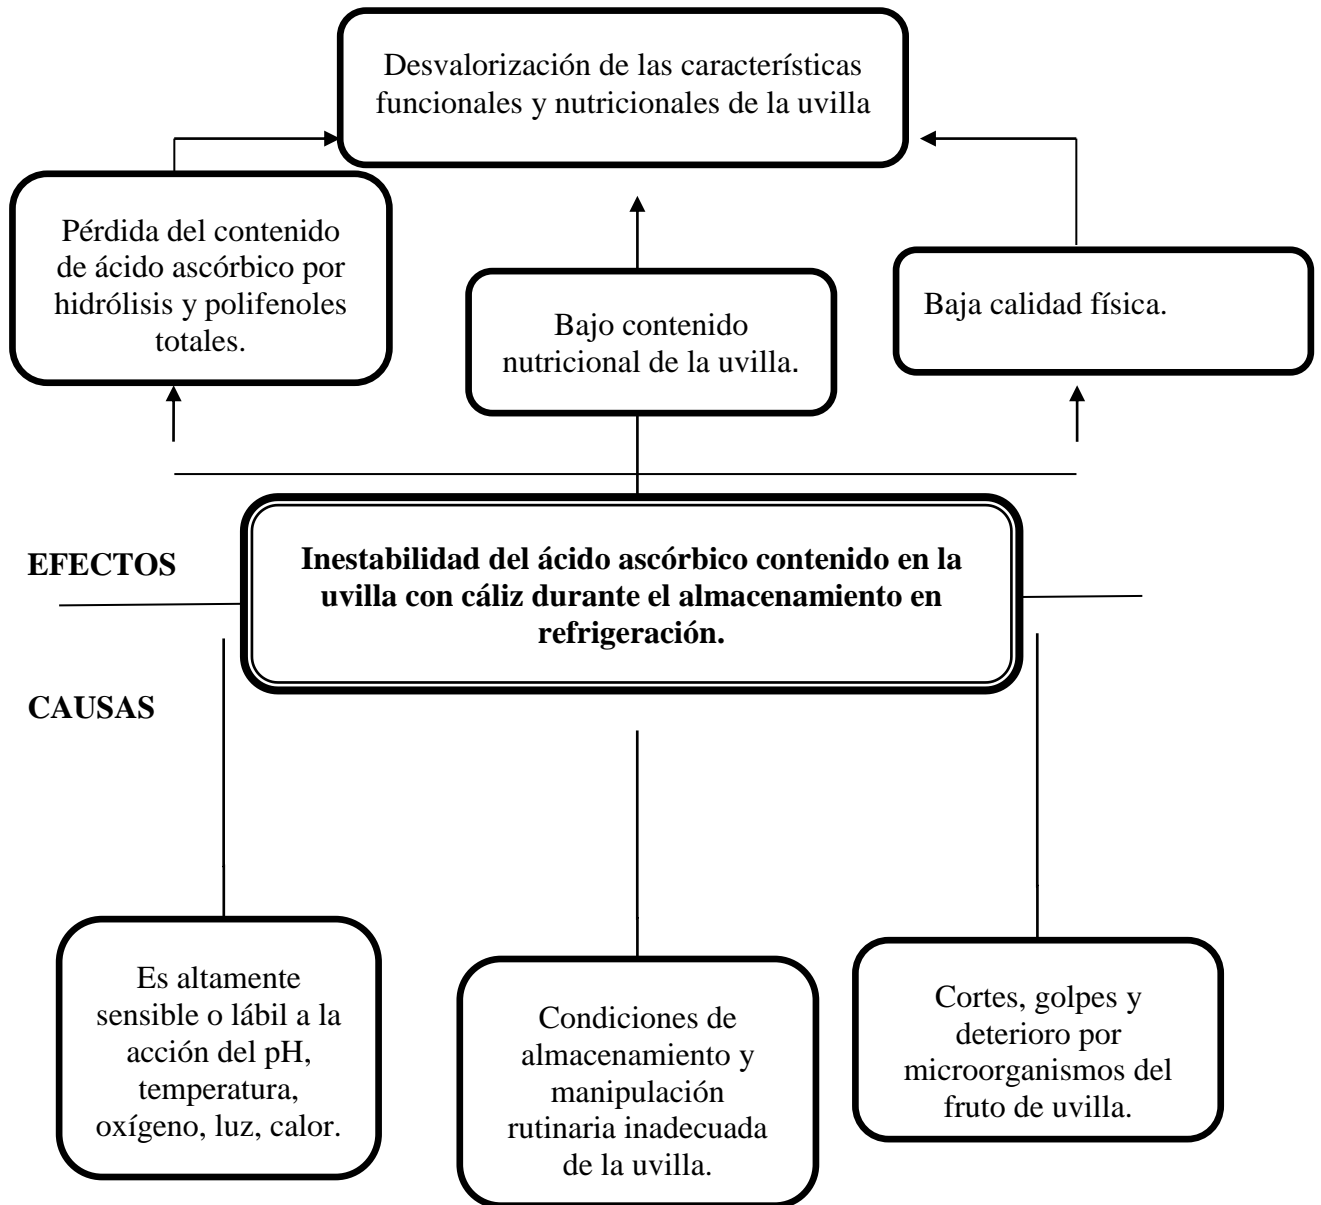 Desvalorización de las características
funcionales y nutricionales de la uvilla
Pérdida del contenido
de ácido ascórbico por
hidrólisis y polifenoles
totales.
Bajo contenido
nutricional de la uvilla.
Baja calidad física.
EFECTOS
Inestabilidad del ácido ascórbico contenido en la
uvilla con cáliz durante el almacenamiento en
refrigeración.
CAUSAS
Es altamente
sensible o lábil a la
acción del pH,
temperatura,
oxígeno, luz, calor.
Condiciones de
almacenamiento y
manipulación
rutinaria inadecuada
de la uvilla.
Cortes, golpes y
deterioro por
microorganismos del
fruto de uvilla.